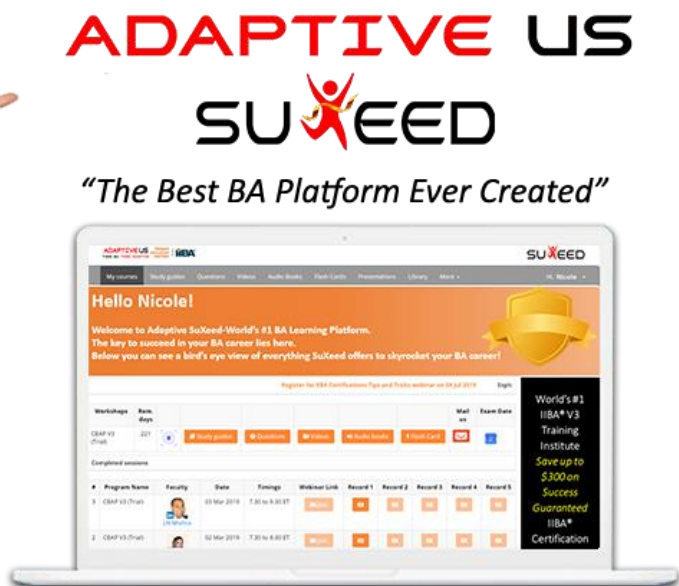 ADAPTIVE US
SUXEED
“The Best BA Platform Ever Created”
ADAPTIVE US IIBA SUXEED
My courses Study guides Questions Videos Audio Books Flash Cards Presentations Library More Hi, Nicole
Hello Nicole!
Welcome to Adaptive SuXeed-World's #1 BA Learning Platform.
The key to succeed in your BA career lies here.
Below you can see a bird's eye view of everything SuXeed offers to skyrocket your BA career!
Register for IIBA Certifications Tips and Tricks webinar on 04 Jul 2019
Workshops Rem. days Mail us Exam Date
CBAP V3 (Trial) 221 Study guides Questions Videos Audio books Flash Card
Completed sessions
# Program Name Faculty Date Timings Webinar Link Record 1 Record 2 Record 3 Record 4 Record 5
3 CBAP V3 (Trial) LN Mishra 03 Mar 2019 7.30 to 9.30 ET
2 CBAP V3 (Trial) 02 Mar 2019 7.30 to 9.30 ET
World's #1
IIBA® V3
Training
Institute
Save up to
$300 on
Success
Guaranteed
IIBA®
Certification